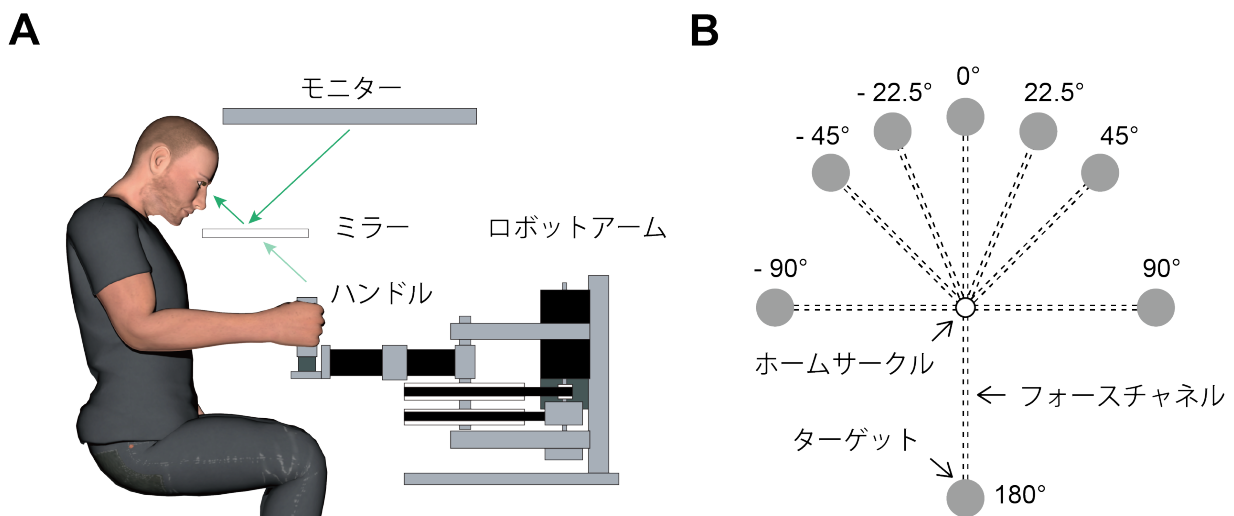 A
モニター
ミラー
ロボットアーム
ハンドル
B
0°
- 22.5°
22.5°
- 45°
45°
- 90°
90°
ホームサークル
フォースチャネル
ターゲット
180°